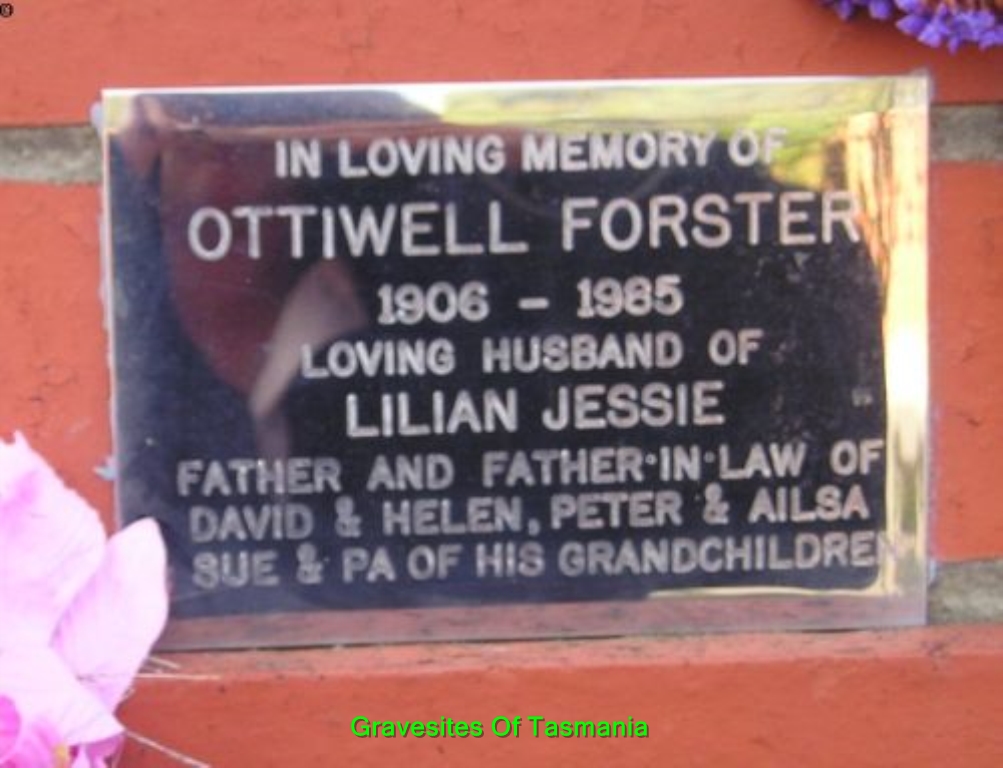 IN LOVING MEMORY OF
OTTIWELL FORSTER
1906 - 1985
LOVING HUSBAND OF
LILIAN JESSIE
FATHER AND FATHER·IN·LAW OF
DAVID & HELEN, PETER & AILSA
SUE & PA OF HIS GRANDCHILDREN
Gravesites Of Tasmania